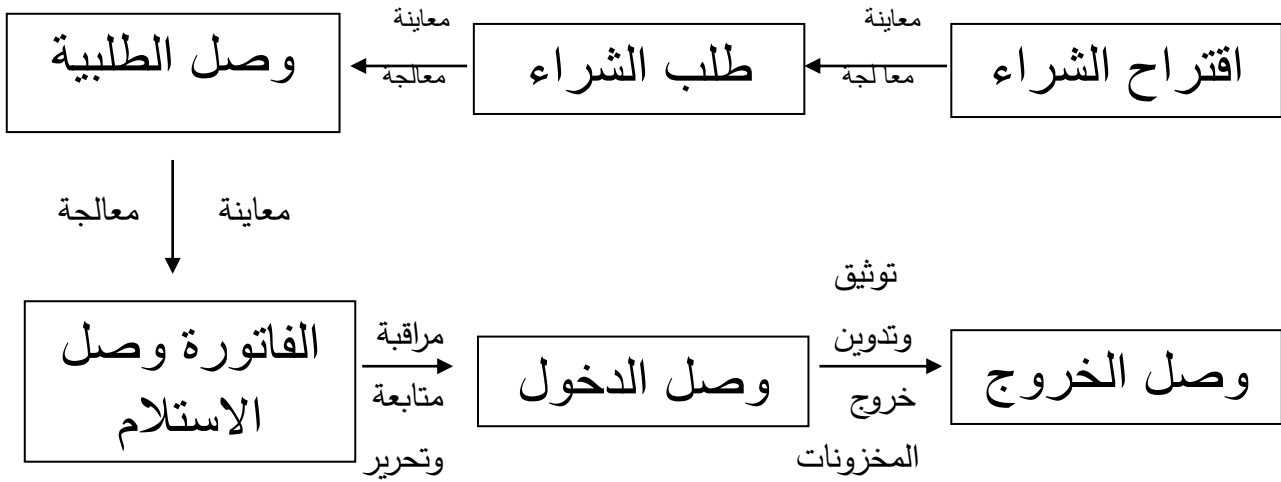 اقتراح الشراء
معاينة
معالجة
طلب الشراء
معاينة
معالجة
وصل الطلبية
معاينة
معالجة
الفاتورة وصل
الاستلام
مراقبة
متابعة
وتحرير
وصل الدخول
توثيق
وتدوين
خروج
المخزونات
وصل الخروج